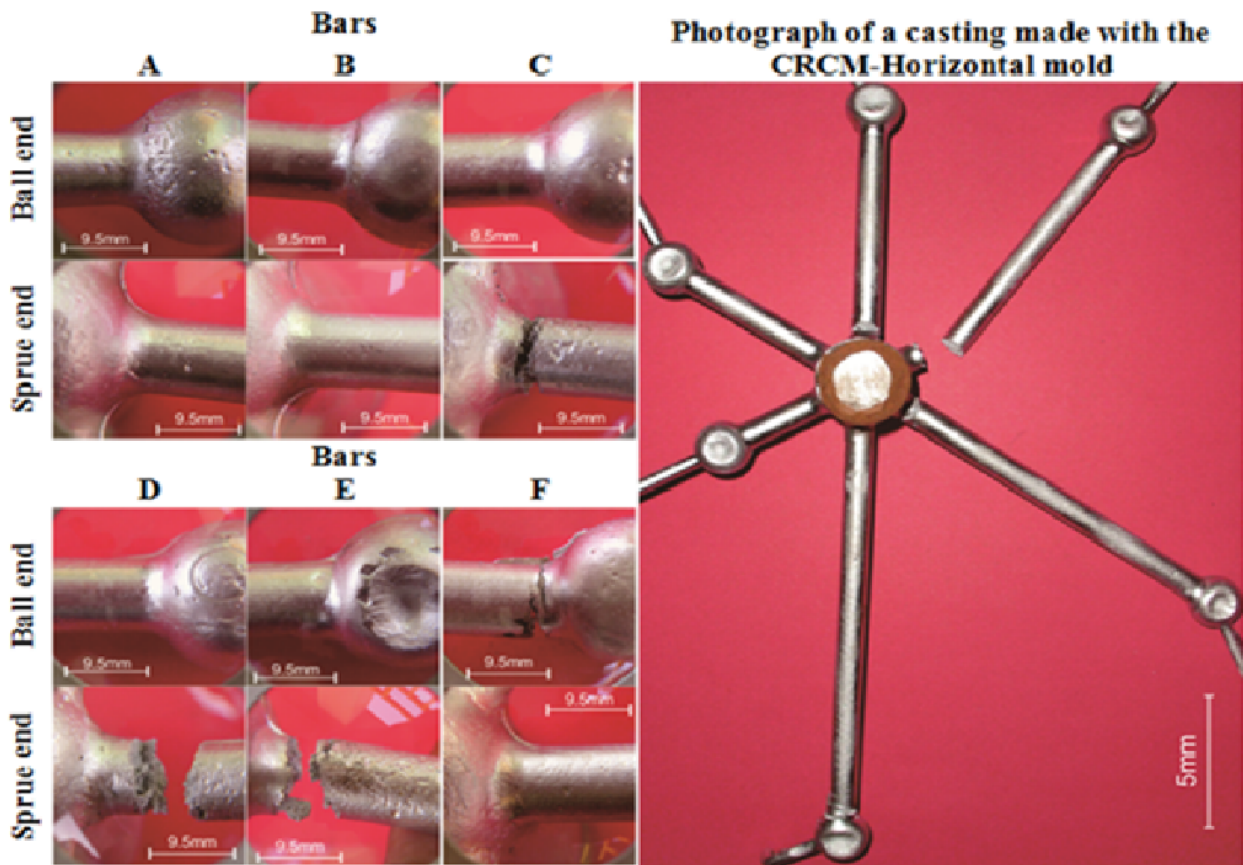 Bars
A B C
Ball end
9.5mm 9.5mm 9.5mm
Sprue end
9.5mm 9.5mm 9.5mm
Bars
D E F
Ball end
9.5mm 9.5mm 9.5mm
Sprue end
9.5mm 9.5mm 9.5mm
Photograph of a casting made with the
CRCM-Horizontal mold
5mm